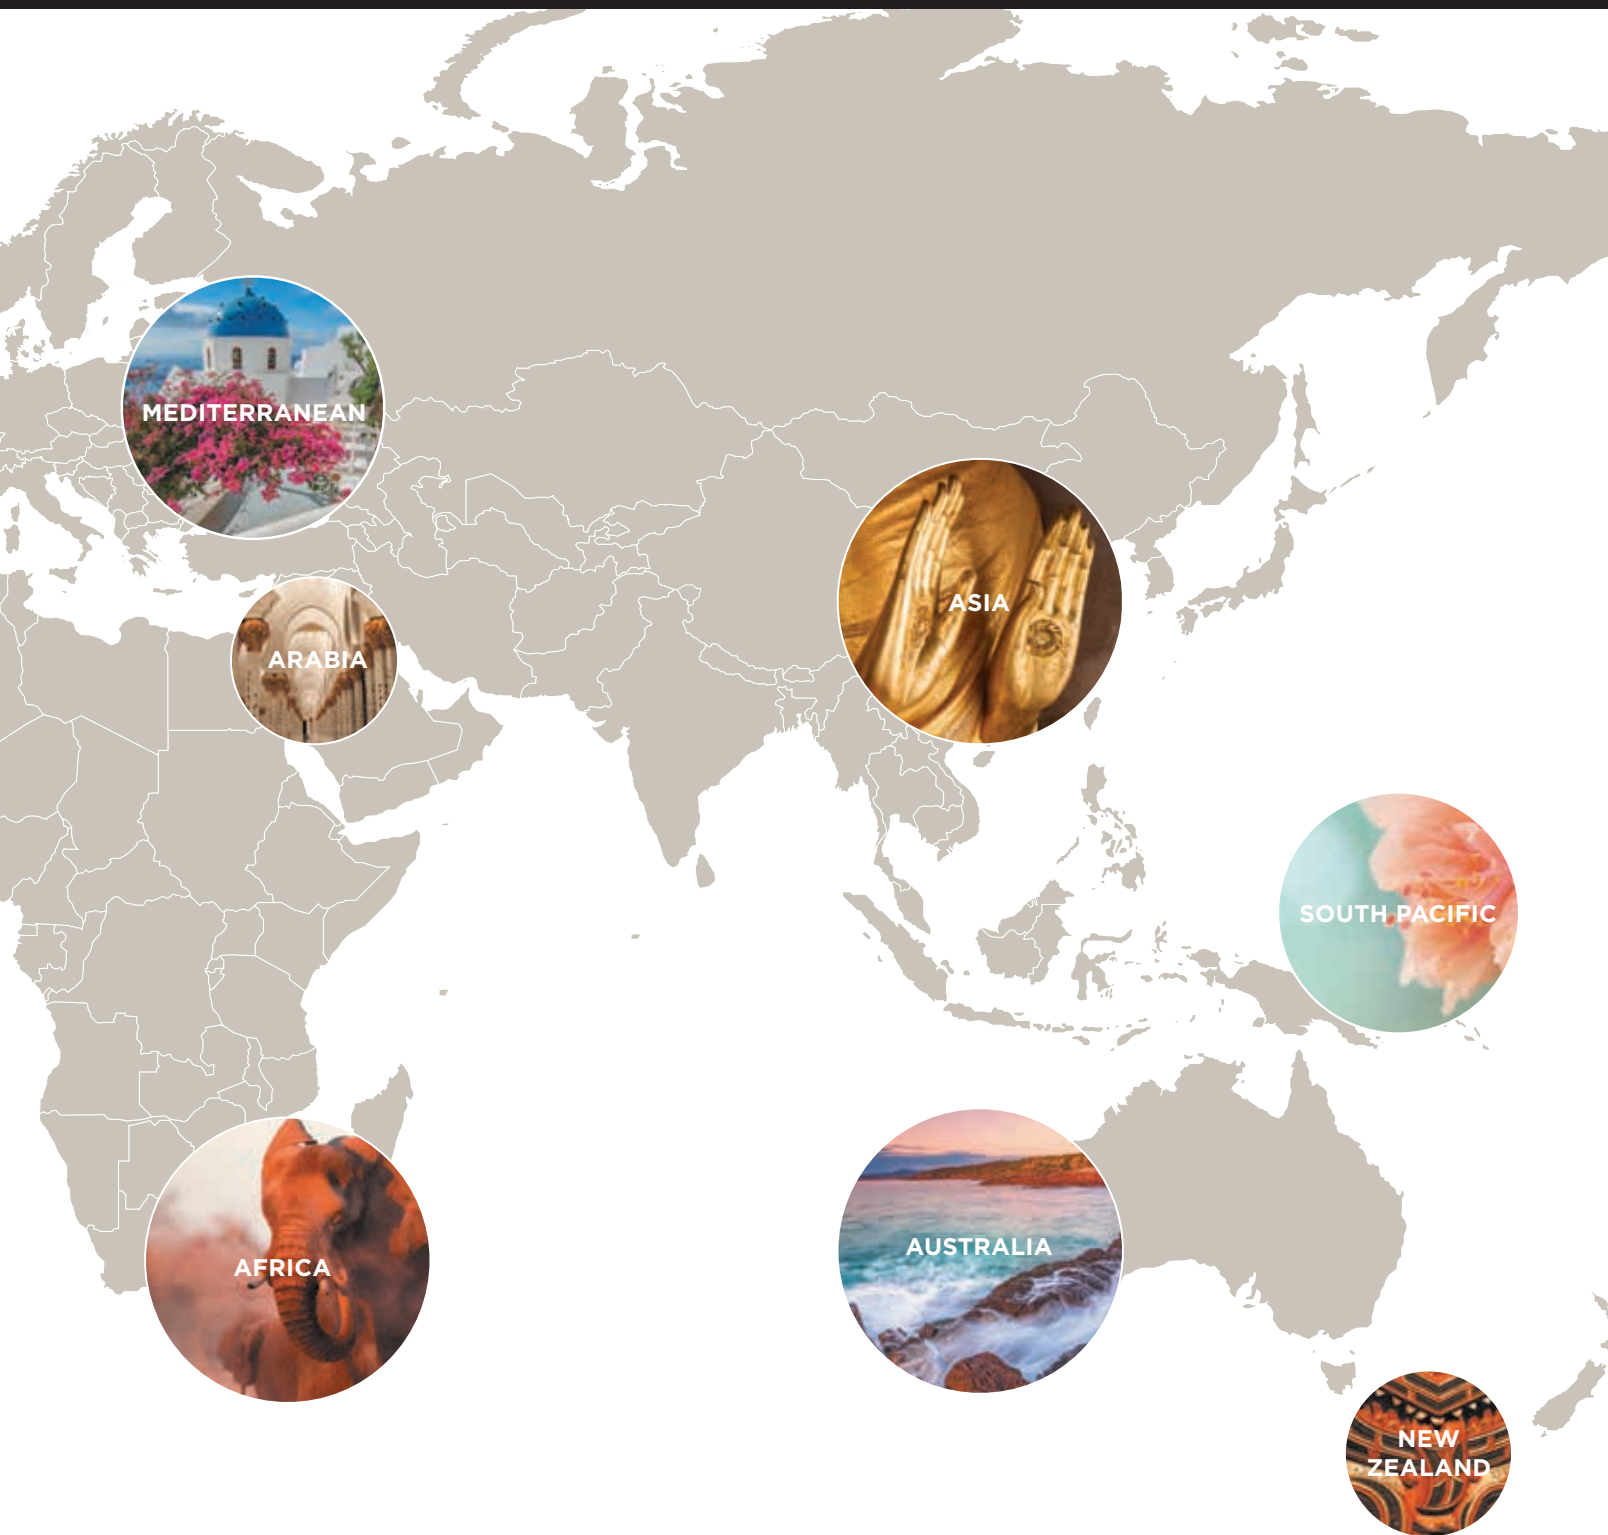 MEDITERRANEAN
ASIA
ARABIA
SOUTH PACIFIC
AUSTRALIA
AFRICA
NEW
ZEALAND